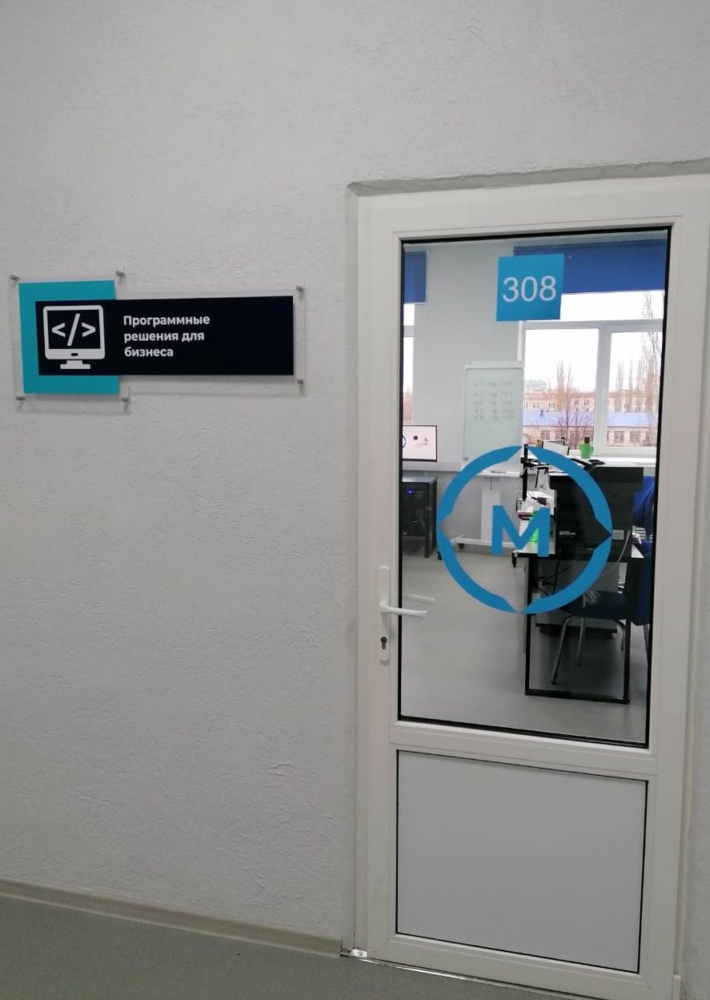 Программные
решения для
бизнеса
</>
308
М